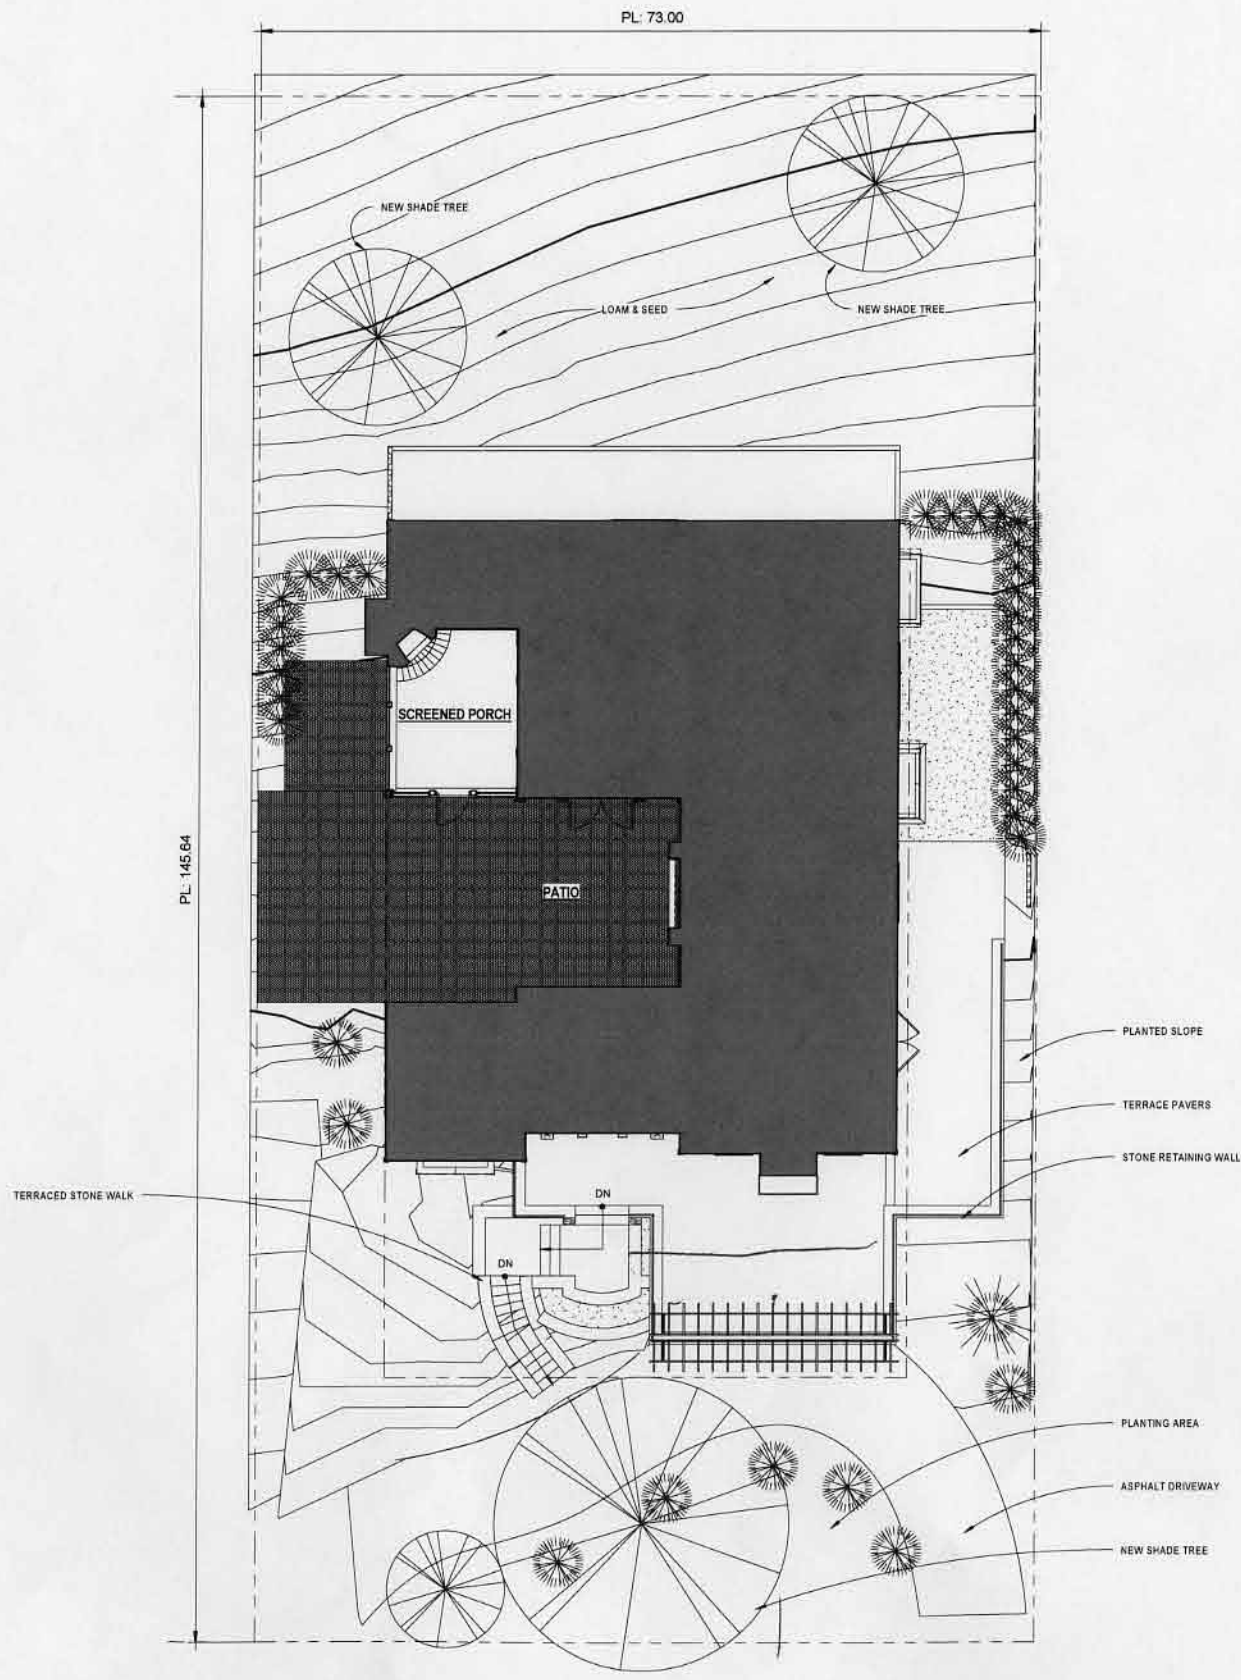 PL: 73.00
NEW SHADE TREE
LOAM & SEED
NEW SHADE TREE
SCREENED PORCH
PL: 145.64
PATIO
PLANTED SLOPE
TERRACE PAVERS
STONE RETAINING WALL
TERRACED STONE WALK
DN
DN
PLANTING AREA
ASPHALT DRIVEWAY
NEW SHADE TREE